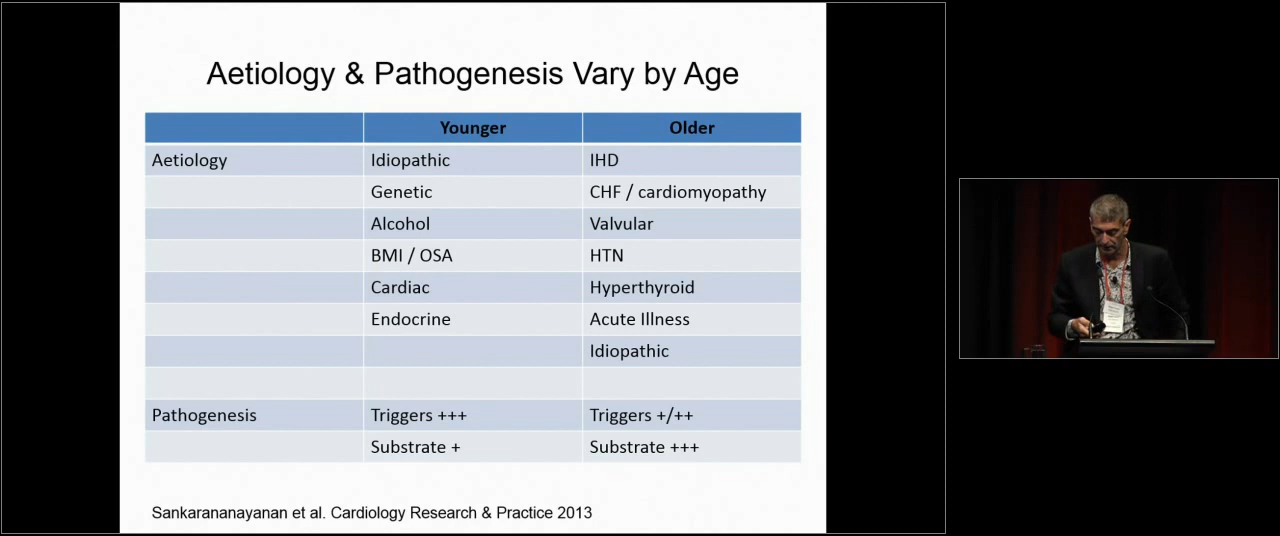 Aetiology & Pathogenesis Vary by Age
Younger Older
Aetiology Idiopathic IHD
Genetic CHF / cardiomyopathy
Alcohol Valvular
BMI / OSA HTN
Cardiac Hyperthyroid
Endocrine Acute Illness
Idiopathic
Pathogenesis Triggers +++ Triggers +/++
Substrate + Substrate +++
Sankarananayanan et al. Cardiology Research & Practice 2013